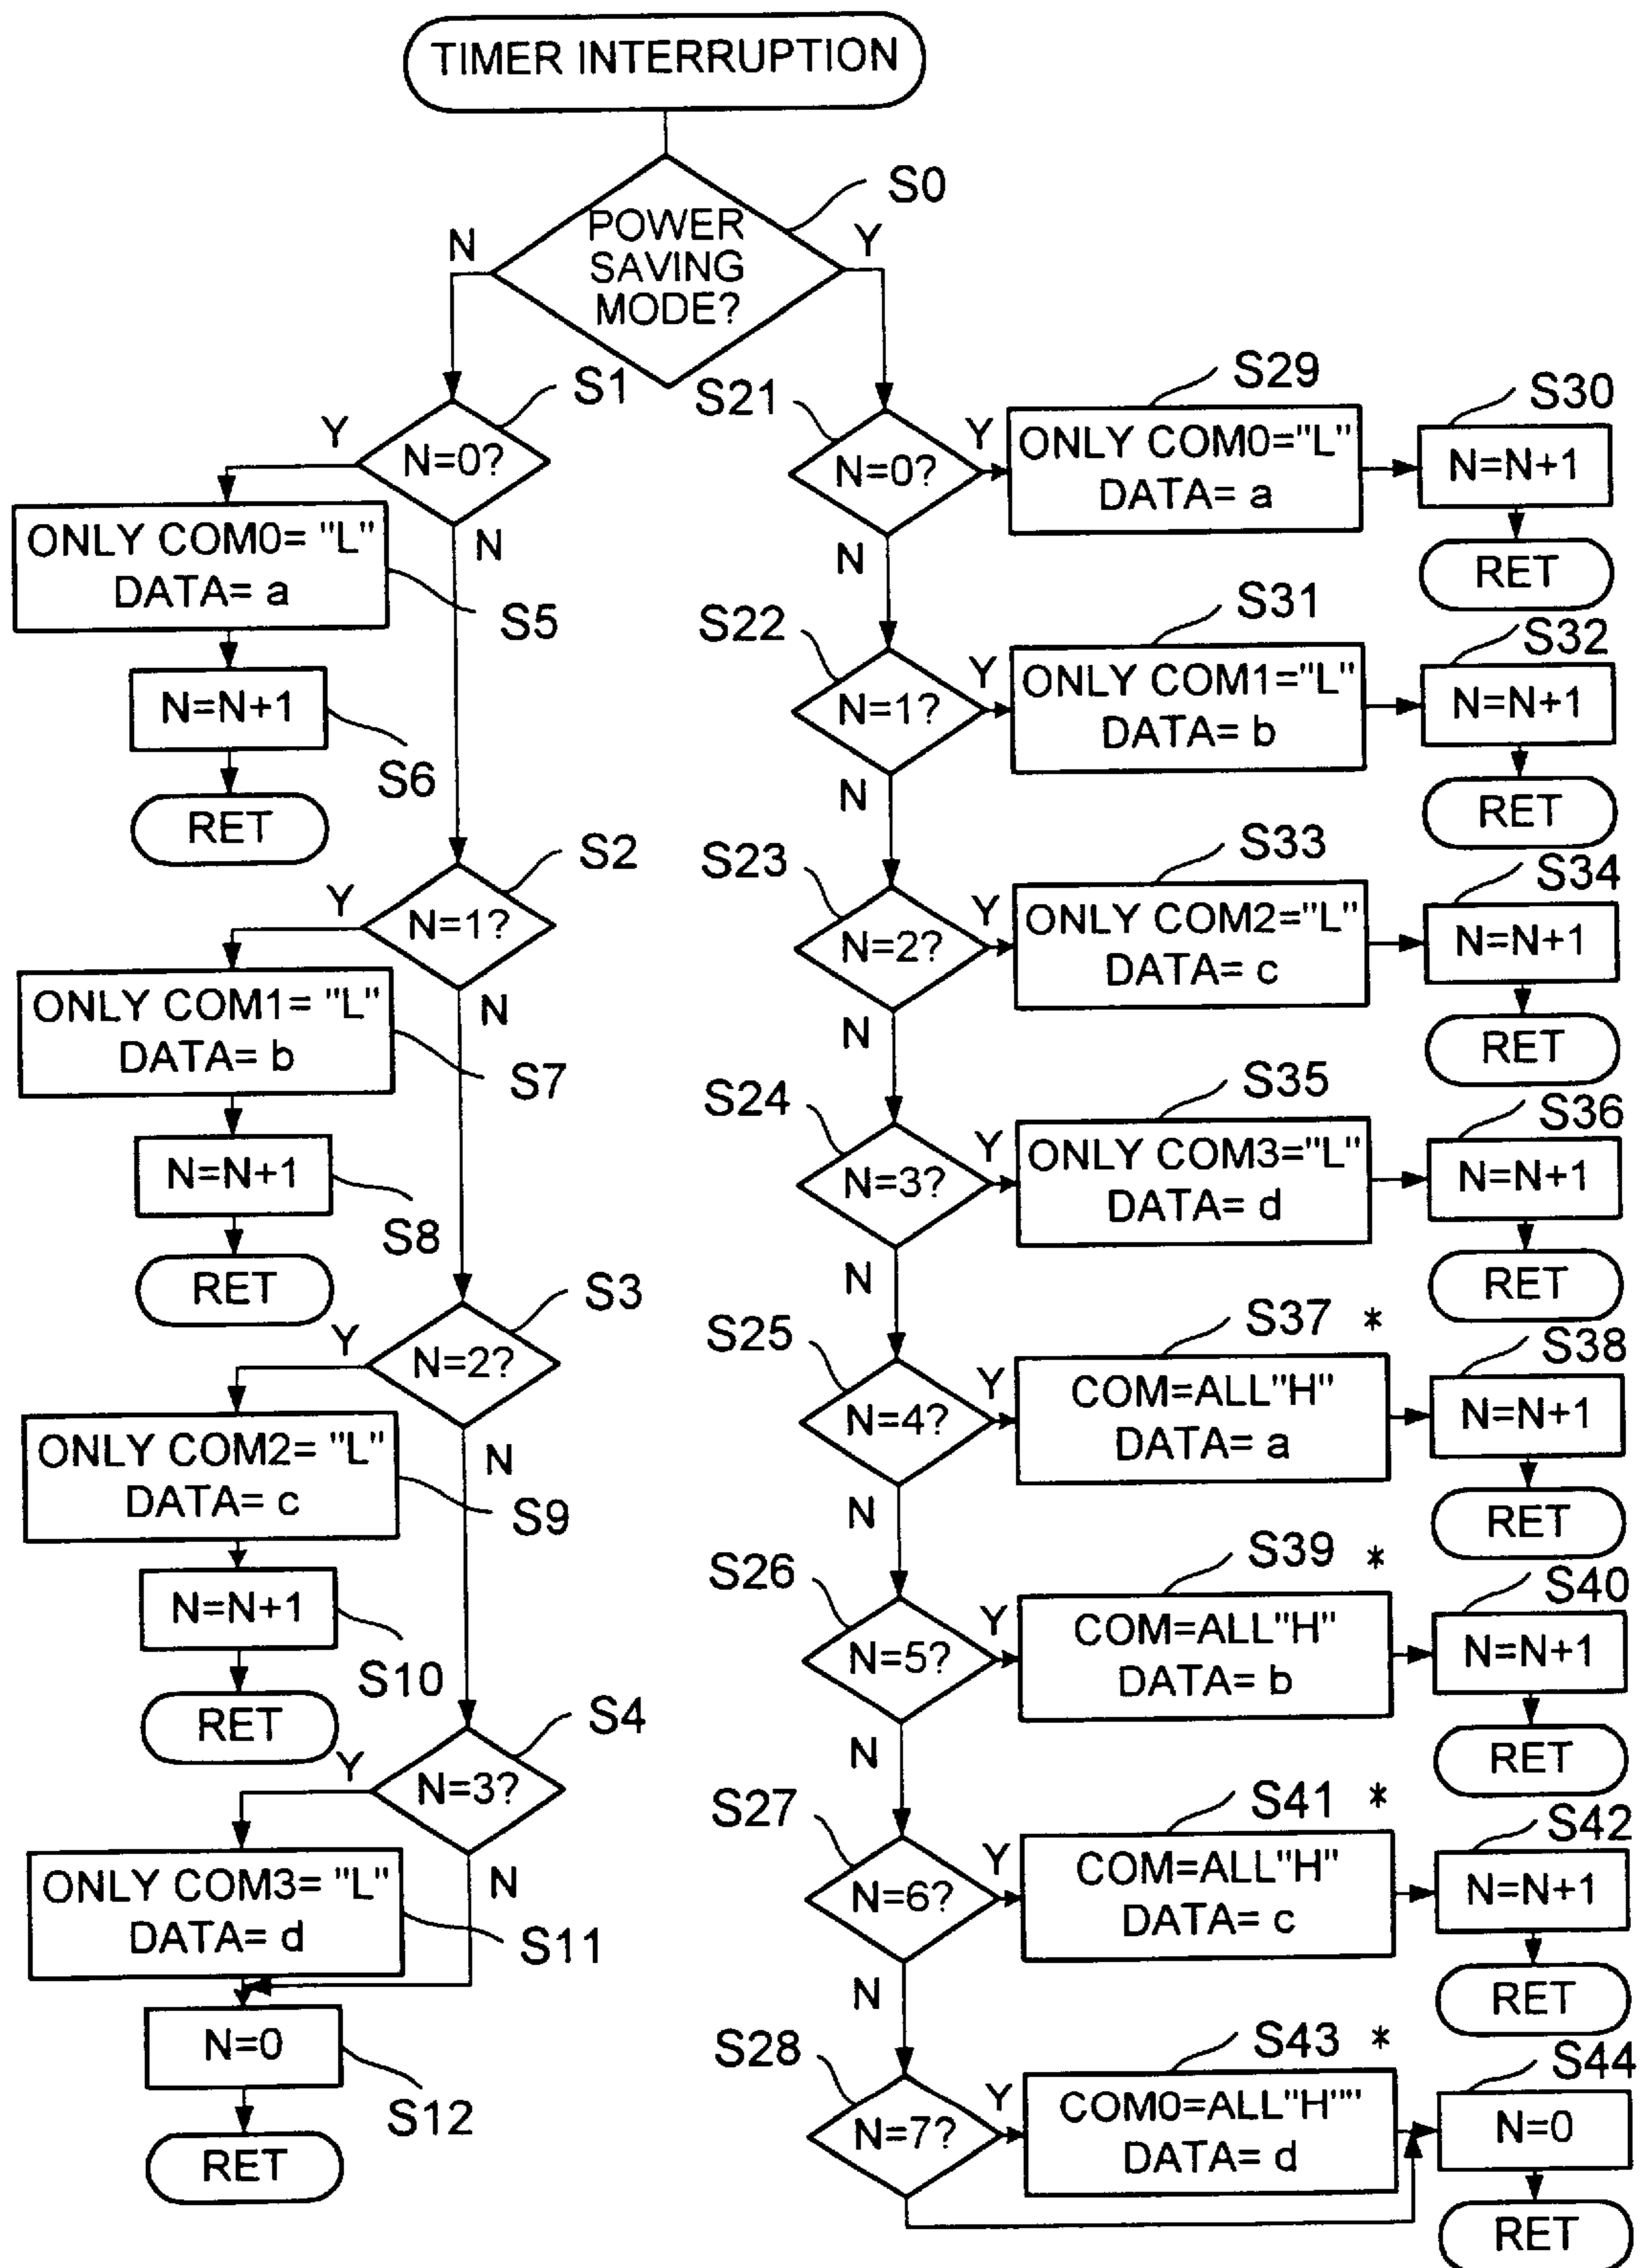 TIMER INTERRUPTION
S0
POWER
SAVING
MODE?
N
Y
S1
N=0?
Y
N
ONLY COM0= "L"
DATA= a
S5
N=N+1
S6
RET
S2
N=1?
Y
N
ONLY COM1= "L"
DATA= b
S7
N=N+1
S8
RET
S3
N=2?
Y
N
ONLY COM2= "L"
DATA= c
S9
N=N+1
S10
RET
S4
N=3?
Y
N
ONLY COM3= "L"
DATA= d
S11
N=0
S12
RET
S21
N=0?
Y
N
S29
ONLY COM0="L"
DATA= a
S30
N=N+1
RET
S22
N=1?
Y
N
S31
ONLY COM1="L"
DATA= b
S32
N=N+1
RET
S23
N=2?
Y
N
S33
ONLY COM2="L"
DATA= c
S34
N=N+1
RET
S24
N=3?
Y
N
S35
ONLY COM3="L"
DATA= d
S36
N=N+1
RET
S25
N=4?
Y
N
S37 *
COM=ALL"H"
DATA= a
S38
N=N+1
RET
S26
N=5?
Y
N
S39 *
COM=ALL"H"
DATA= b
S40
N=N+1
RET
S27
N=6?
Y
N
S41 *
COM=ALL"H"
DATA= c
S42
N=N+1
RET
S28
N=7?
Y
S43 *
COM0=ALL"H""
DATA= d
S44
N=0
RET